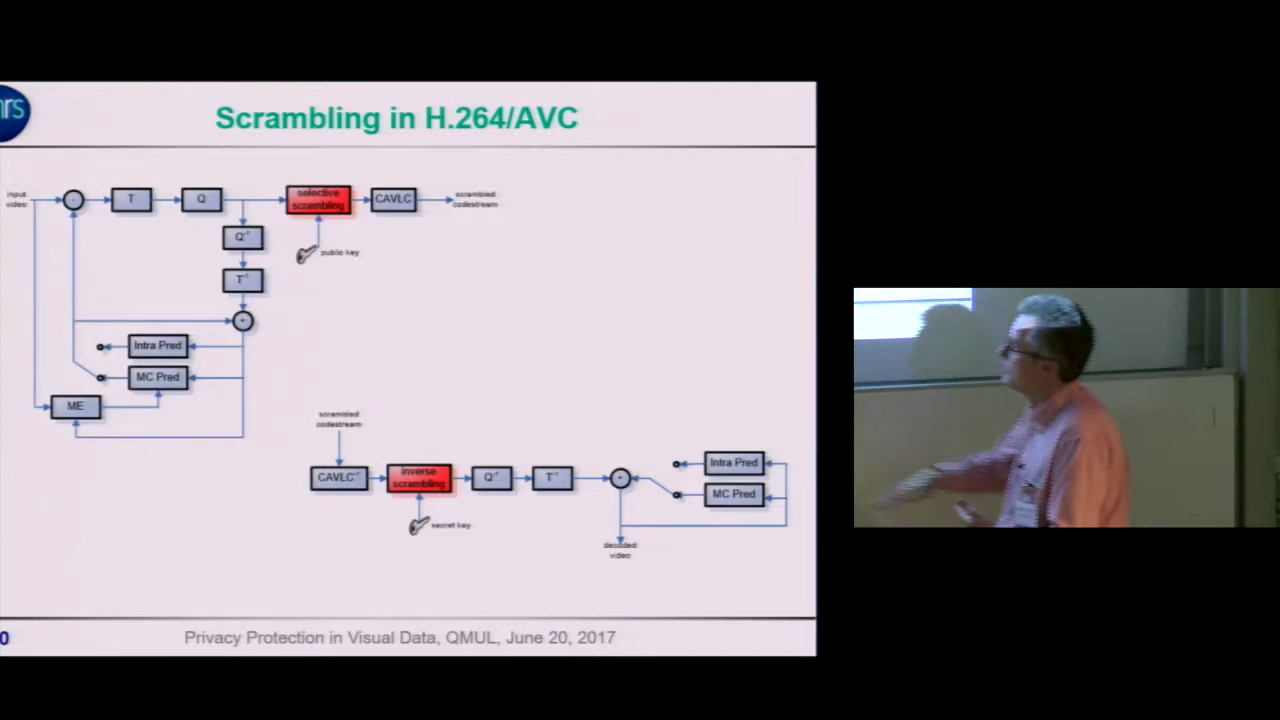 nrs
Scrambling in H.264/AVC
input
video
-
T
Q
selective
scrambling
CAVLC
scrambled
codestream
Q⁻¹
public key
T⁻¹
+
Intra Pred
MC Pred
ME
scrambled
codestream
CAVLC⁻¹
inverse
scrambling
Q⁻¹
T⁻¹
+
Intra Pred
MC Pred
secret key
decoded
video
0
Privacy Protection in Visual Data, QMUL, June 20, 2017